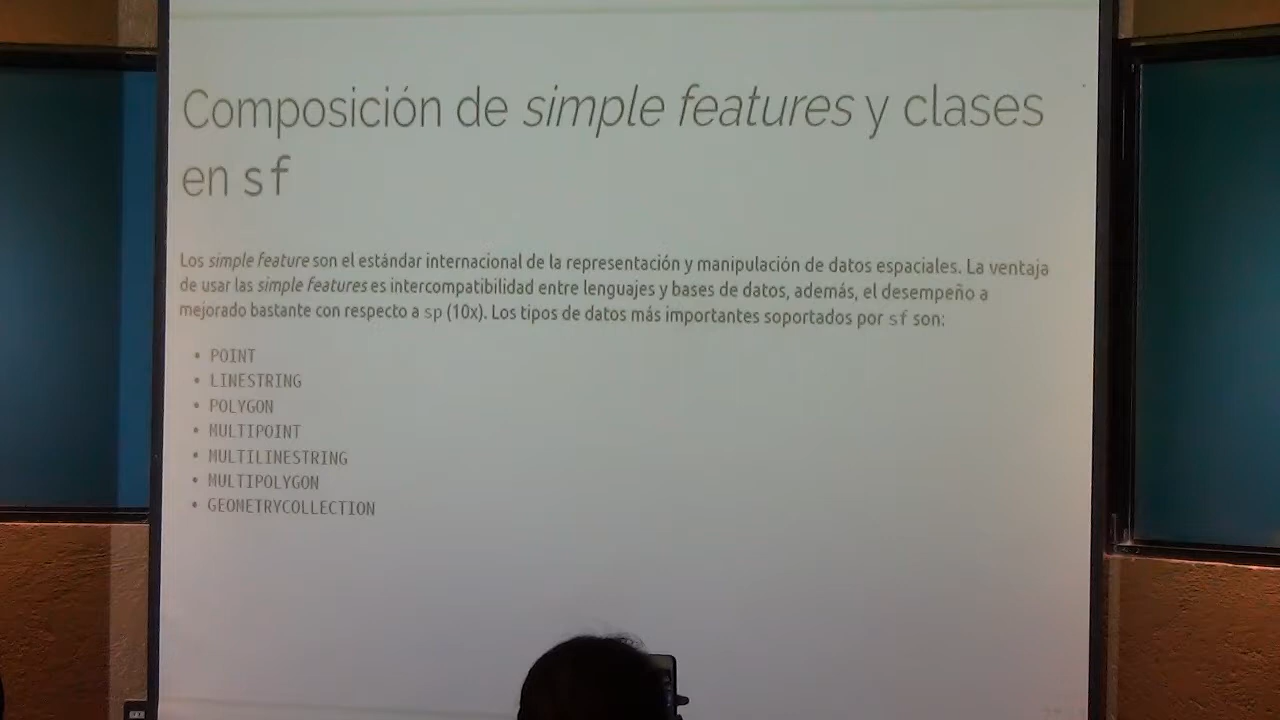 Composición de simple features y clases
en sf
Los simple feature son el estándar internacional de la representación y manipulación de datos espaciales. La ventaja
de usar las simple features es intercompatibilidad entre lenguajes y bases de datos, además, el desempeño a
mejorado bastante con respecto a sp (10x). Los tipos de datos más importantes soportados por sf son:
• POINT
• LINESTRING
• POLYGON
• MULTIPOINT
• MULTILINESTRING
• MULTIPOLYGON
• GEONETRYCOLLECTION